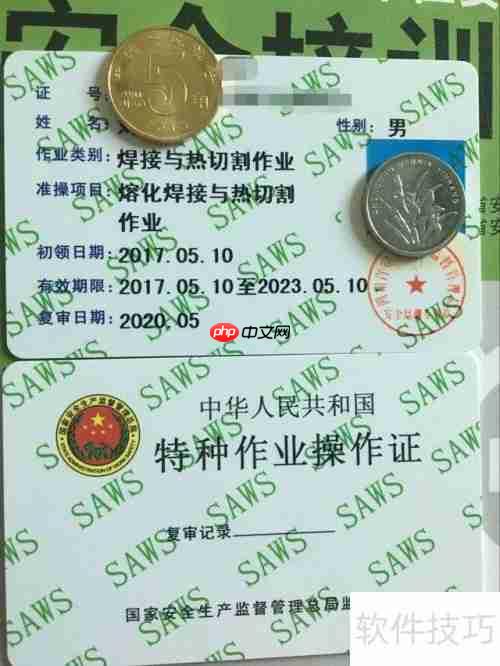 安全培训
证 号
姓 名
性别: 男
作业类别: 焊接与热切割作业
准操项目: 熔化焊接与热切割
作业
初领日期: 2017.05.10
有效期限: 2017.05.10至2023.05.10
复审日期: 2020.05
5
php 中文网
SAWS
中华人民共和国
特种作业操作证
复审记录
国家安全生产监督管理总局监
软件技巧